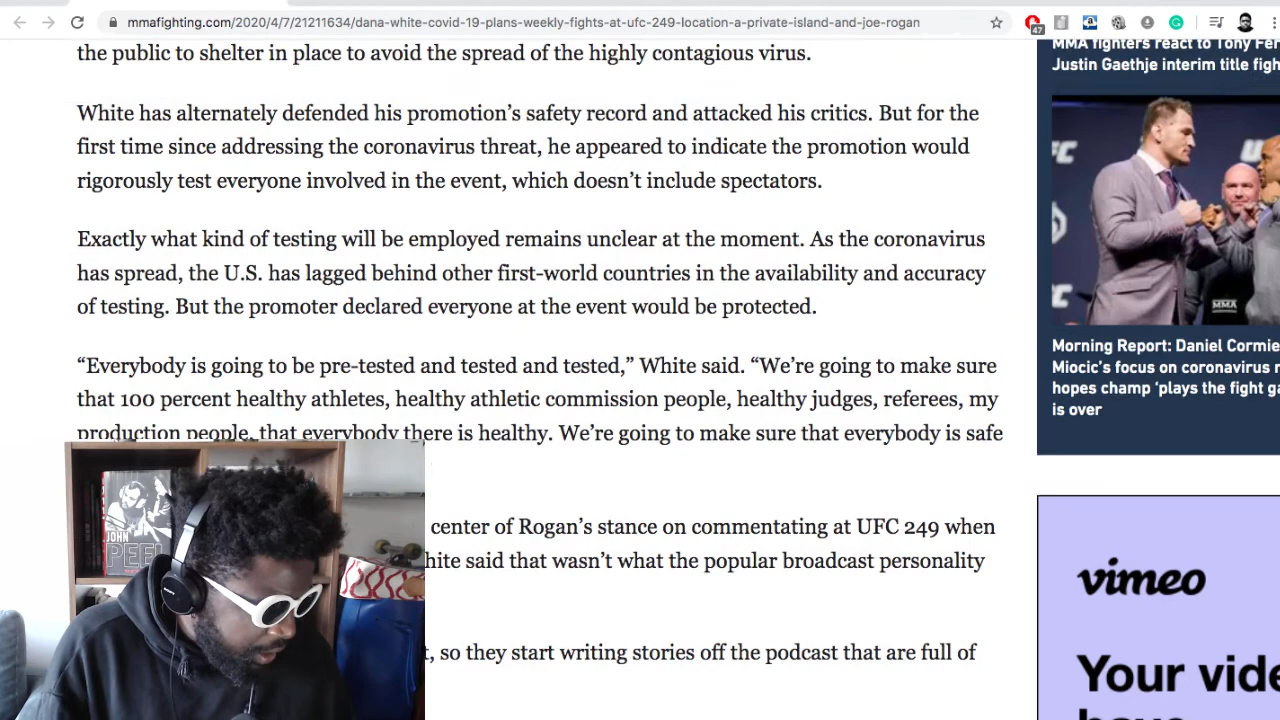 mmafighting.com/2020/4/7/21211634/dana-white-covid-19-plans-weekly-fights-at-ufc-249-location-a-private-island-and-joe-rogan
47
the public to shelter in place to avoid the spread of the highly contagious virus.
White has alternately defended his promotion’s safety record and attacked his critics. But for the
first time since addressing the coronavirus threat, he appeared to indicate the promotion would
rigorously test everyone involved in the event, which doesn’t include spectators.
Exactly what kind of testing will be employed remains unclear at the moment. As the coronavirus
has spread, the U.S. has lagged behind other first-world countries in the availability and accuracy
of testing. But the promoter declared everyone at the event would be protected.
“Everybody is going to be pre-tested and tested and tested,” White said. “We’re going to make sure
that 100 percent healthy athletes, healthy athletic commission people, healthy judges, referees, my
production people, that everybody there is healthy. We’re going to make sure that everybody is safe
center of Rogan’s stance on commentating at UFC 249 when
hite said that wasn’t what the popular broadcast personality
t, so they start writing stories off the podcast that are full of
JOHN
PEEL
MMA fighters react to Tony Fer
Justin Gaethje interim title figh
MMA
Morning Report: Daniel Cormie
Miocic’s focus on coronavirus r
hopes champ ‘plays the fight ga
is over
vimeo
Your vide
have